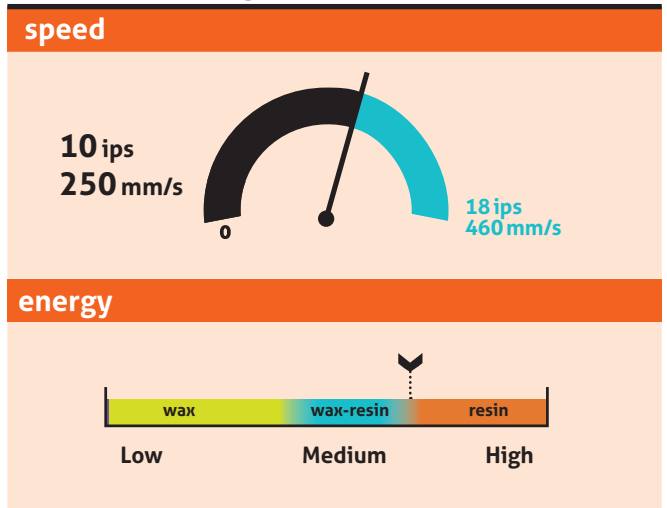 speed
10 ips
250 mm/s
0
18 ips
460 mm/s
energy
wax wax-resin resin
Low Medium High